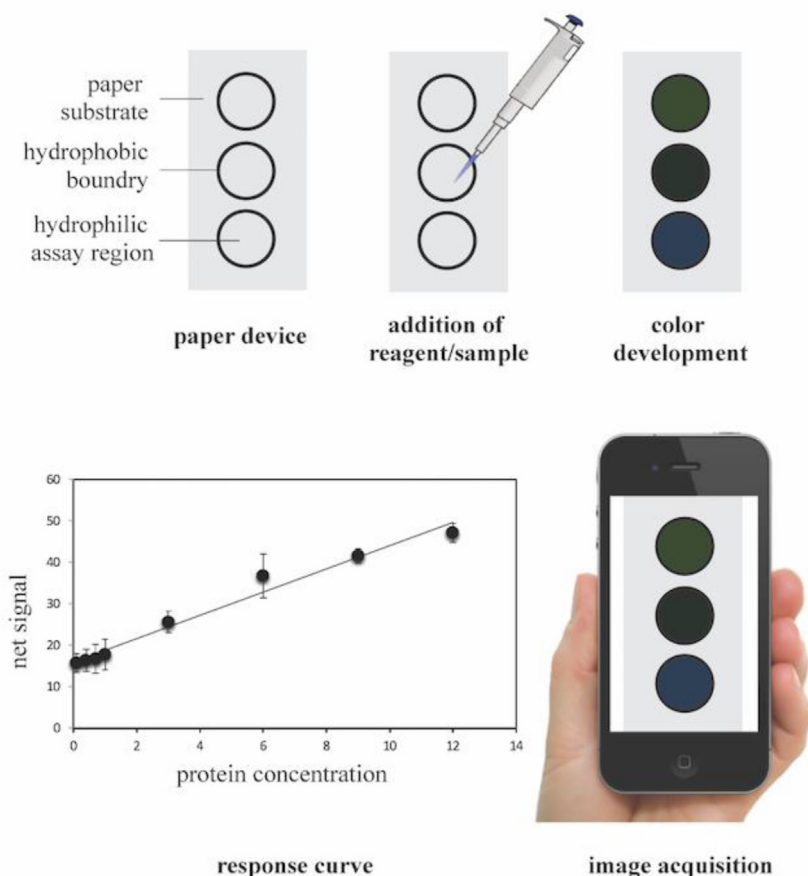 paper
substrate
hydrophobic
boundry
hydrophilic
assay region
paper device
addition of
reagent/sample
color
development
60
50
40
30
20
10
0
net signal
0 2 4 6 8 10 12 14
protein concentration
response curve
image acquisition